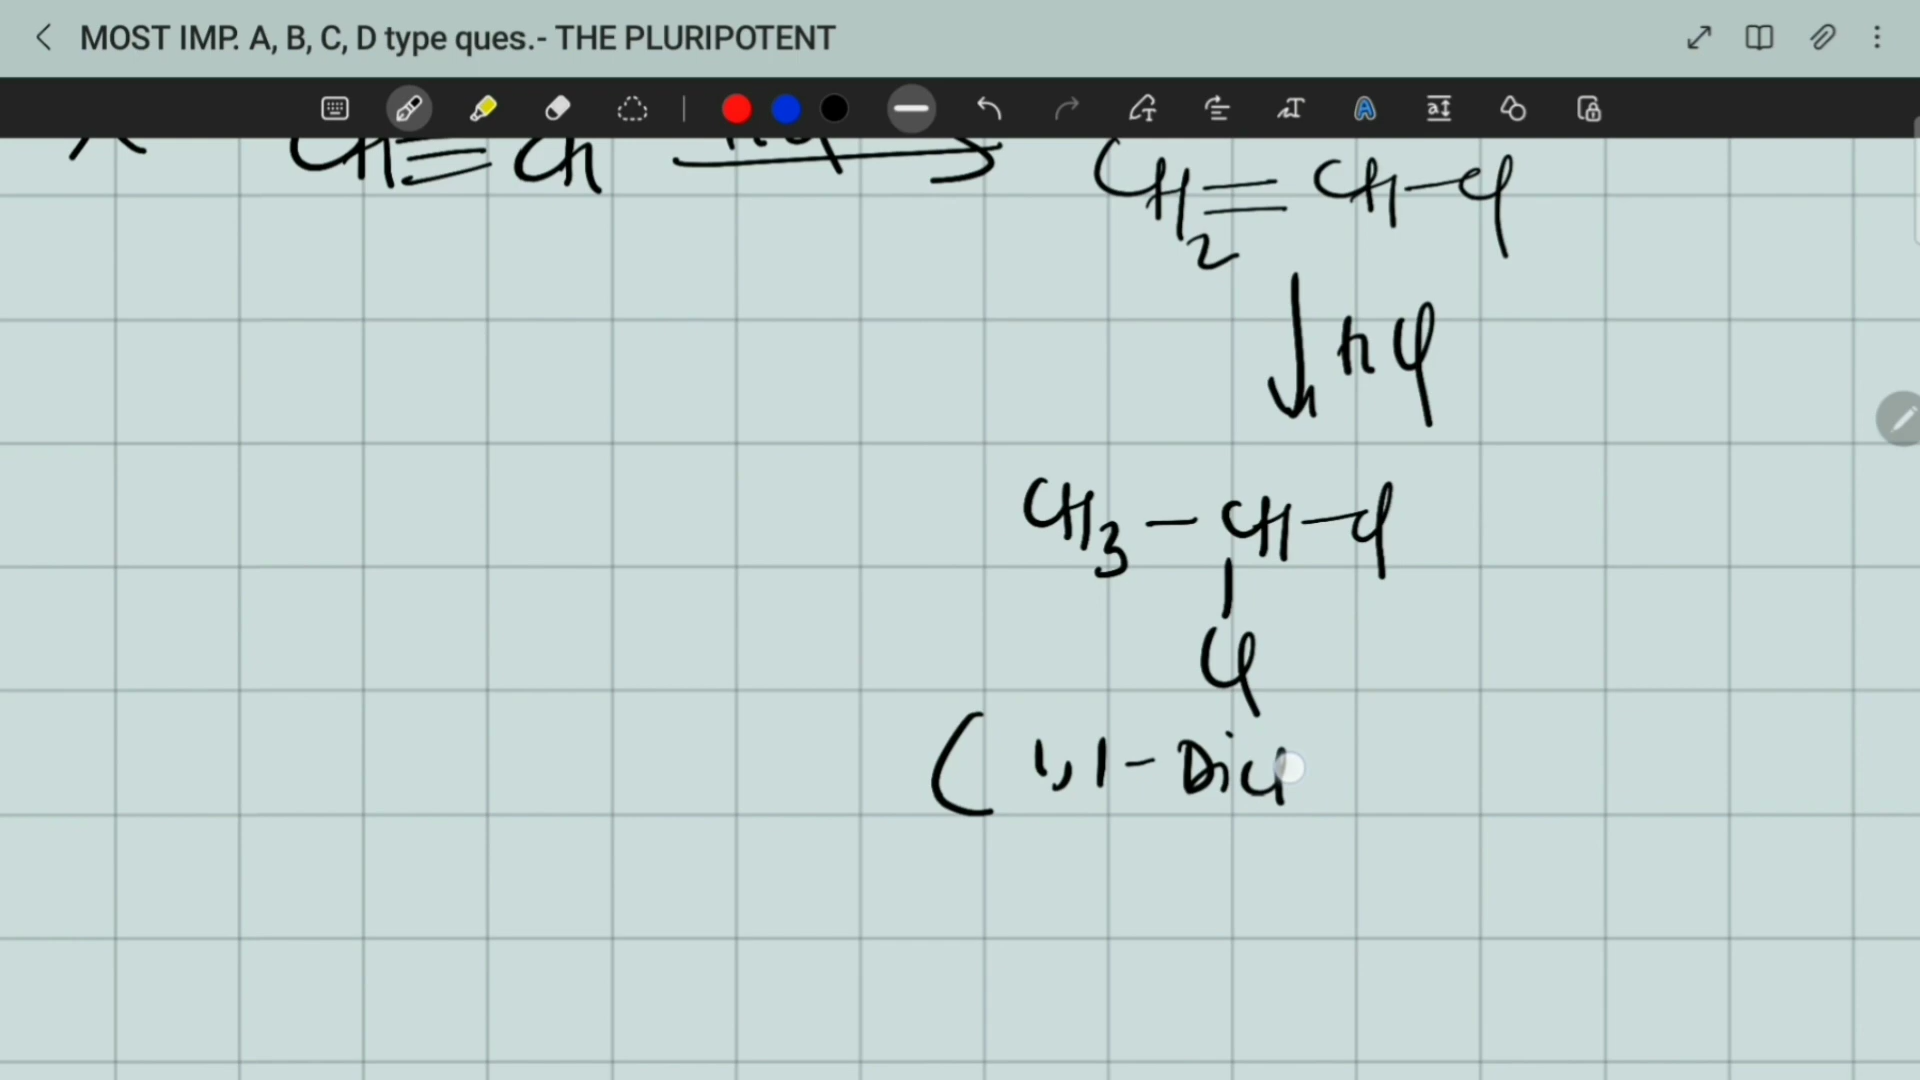 MOST IMP. A, B, C, D type ques.- THE PLURIPOTENT
CH≡CH CH2=CH-Cl
HCl
CH3-CH-Cl
Cl
(1,1-Dicl